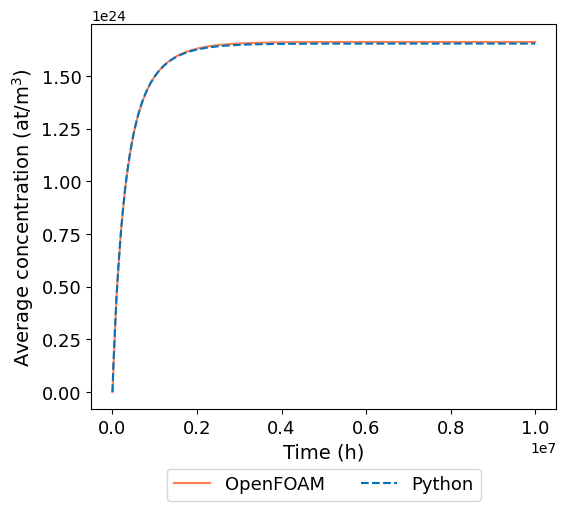 1e24
Average concentration (at/m³)
1.50
1.25
1.00
0.75
0.50
0.25
0.00
0.0 0.2 0.4 0.6 0.8 1.0
1e7
Time (h)
OpenFOAM Python